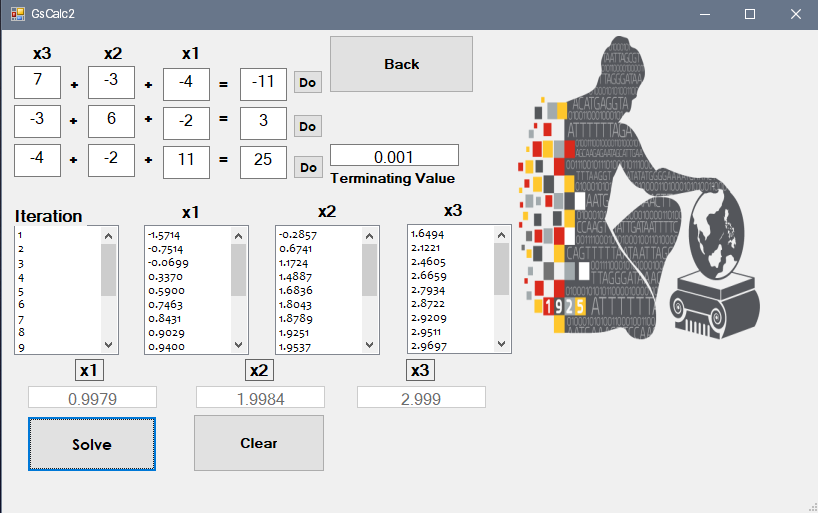 GsCalc2
x3 x2 x1
7 + -3 + -4 = -11 Do
Back
-3 + 6 + -2 = 3 Do
-4 + -2 + 11 = 25 Do
0.001
Terminating Value
Iteration x1 x2 x3
1 -1.5714 -0.2857 1.6494
2 -0.7514 0.6741 2.1221
3 -0.0699 1.1724 2.4605
4 0.3370 1.4887 2.6659
5 0.5900 1.6836 2.7934
6 0.7463 1.8043 2.8722
7 0.8431 1.8789 2.9209
8 0.9029 1.9251 2.9511
9 0.9400 1.9537 2.9697
x1 x2 x3
0.9979 1.9984 2.999
Solve Clear
1925